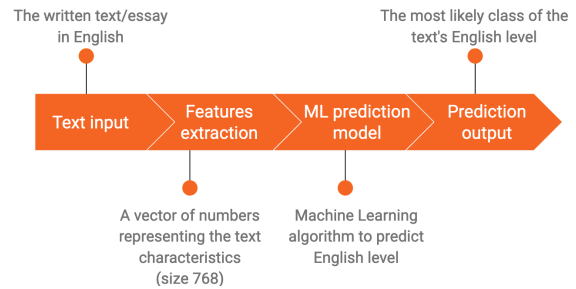 The written text/essay
in English
The most likely class of the
text's English level
Text input
Features
extraction
ML prediction
model
Prediction
output
A vector of numbers
representing the text
characteristics
(size 768)
Machine Learning
algorithm to predict
English level